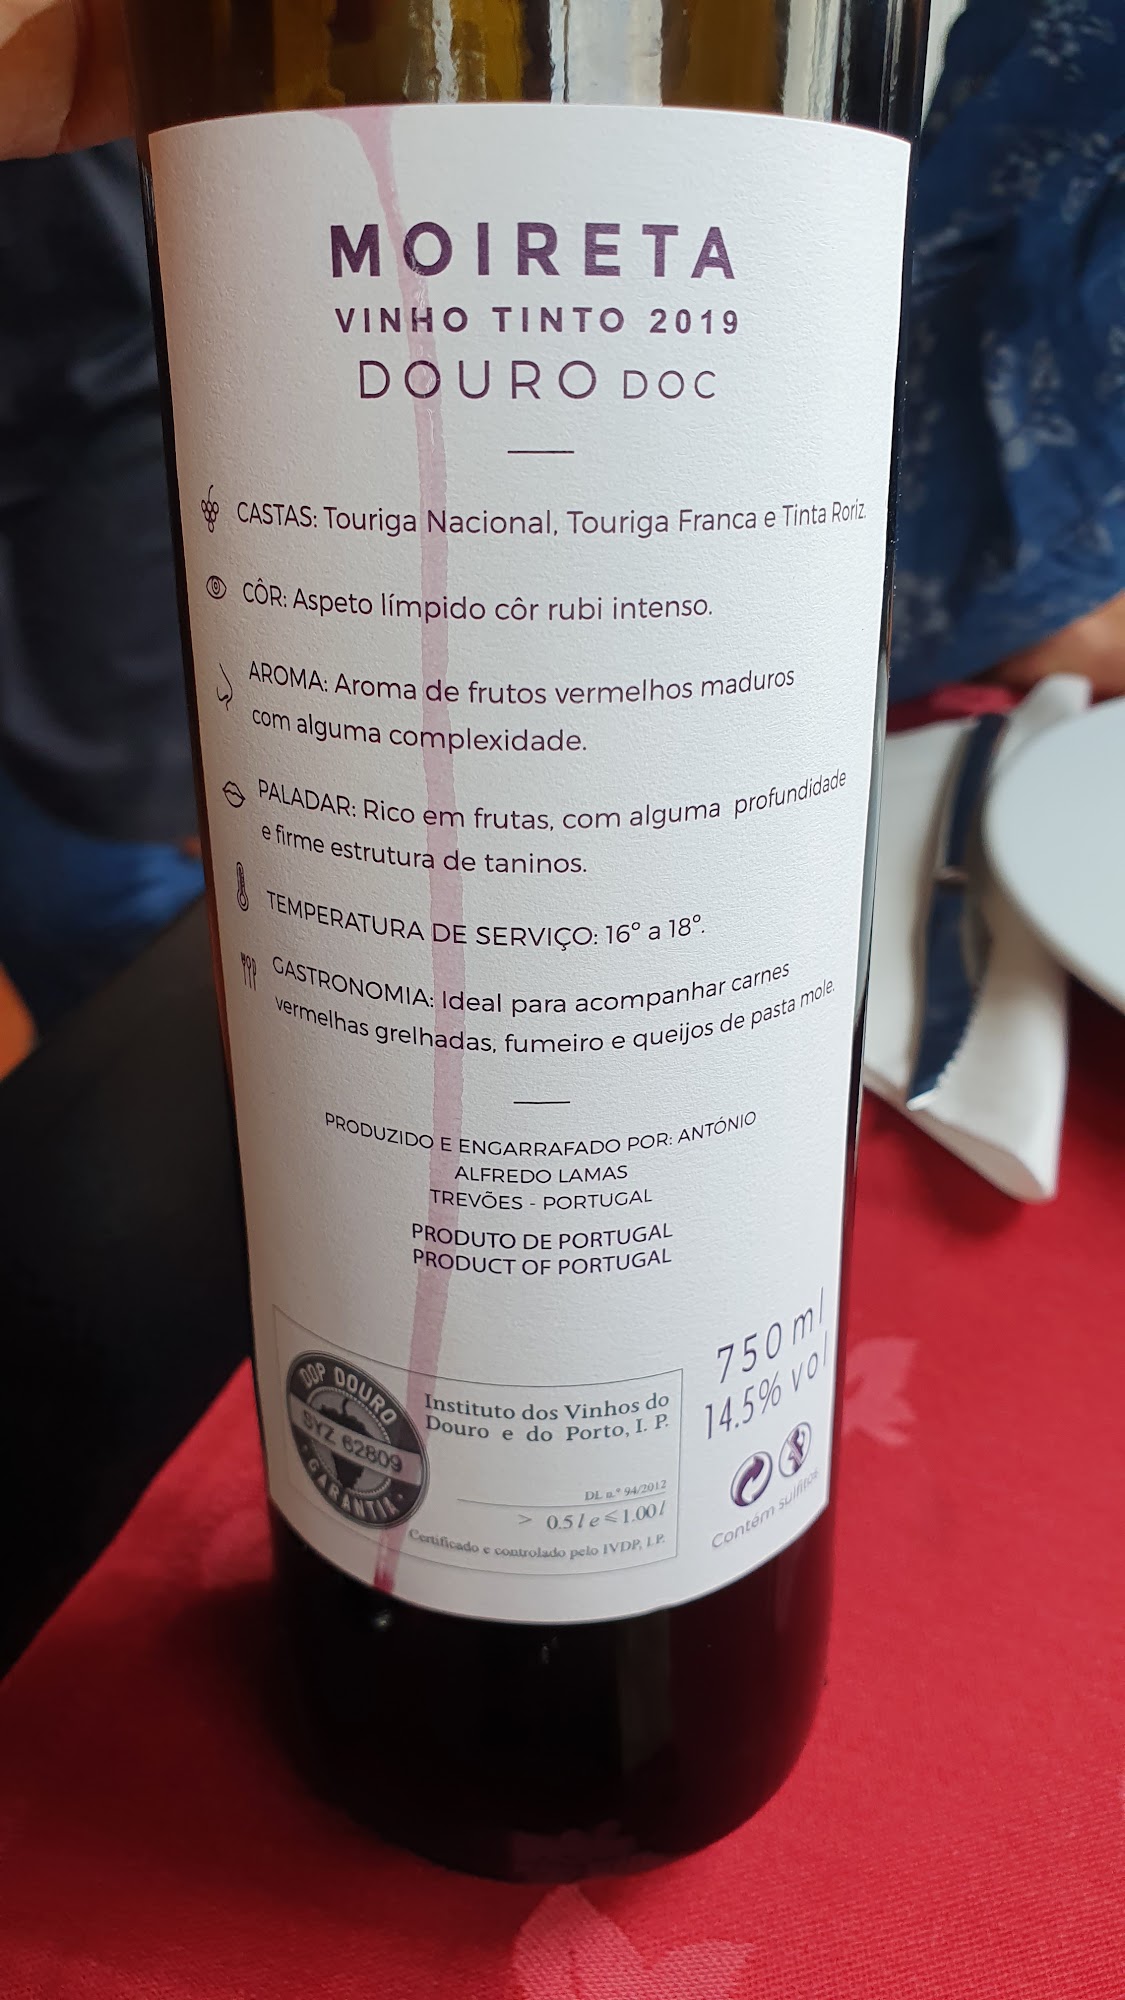 MOIRETA
VINHO TINTO 2019
DOURO DOC
CASTAS: Touriga Nacional, Touriga Franca e Tinta Roriz.
CÔR: Aspeto límpido côr rubi intenso.
AROMA: Aroma de frutos vermelhos maduros
com alguma complexidade.
PALADAR: Rico em frutas, com alguma profundidade
e firme estrutura de taninos.
TEMPERATURA DE SERVIÇO: 16° a 18°.
GASTRONOMIA: Ideal para acompanhar carnes
vermelhas grelhadas, fumeiro e queijos de pasta mole.
PRODUZIDO E ENGARRAFADO POR: ANTÓNIO
ALFREDO LAMAS
TREVÕES - PORTUGAL
PRODUTO DE PORTUGAL
PRODUCT OF PORTUGAL
DOP DOURO
SYZ 62809
GARANTIA
Instituto dos Vinhos do
Douro e do Porto, I. P.
DL n.º 94/2012
> 0.5 l e ≤ 1.00 l
Certificado e controlado pelo IVDP, I.P.
750 ml
14.5% vol
Contém sulfitos